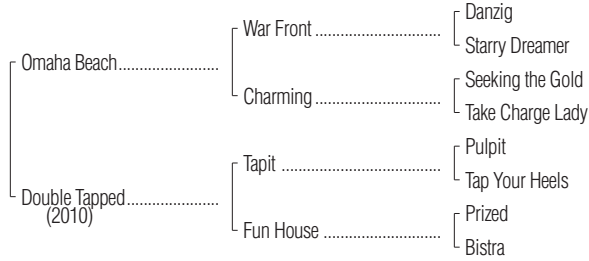 Danzig
War Front ................................
Starry Dreamer
Omaha Beach.........................
Seeking the Gold
Charming ................................
Take Charge Lady
Pulpit
Tapit ........................................
Tap Your Heels
Double Tapped.......................
(2010)
Prized
Fun House ..............................
Bistra